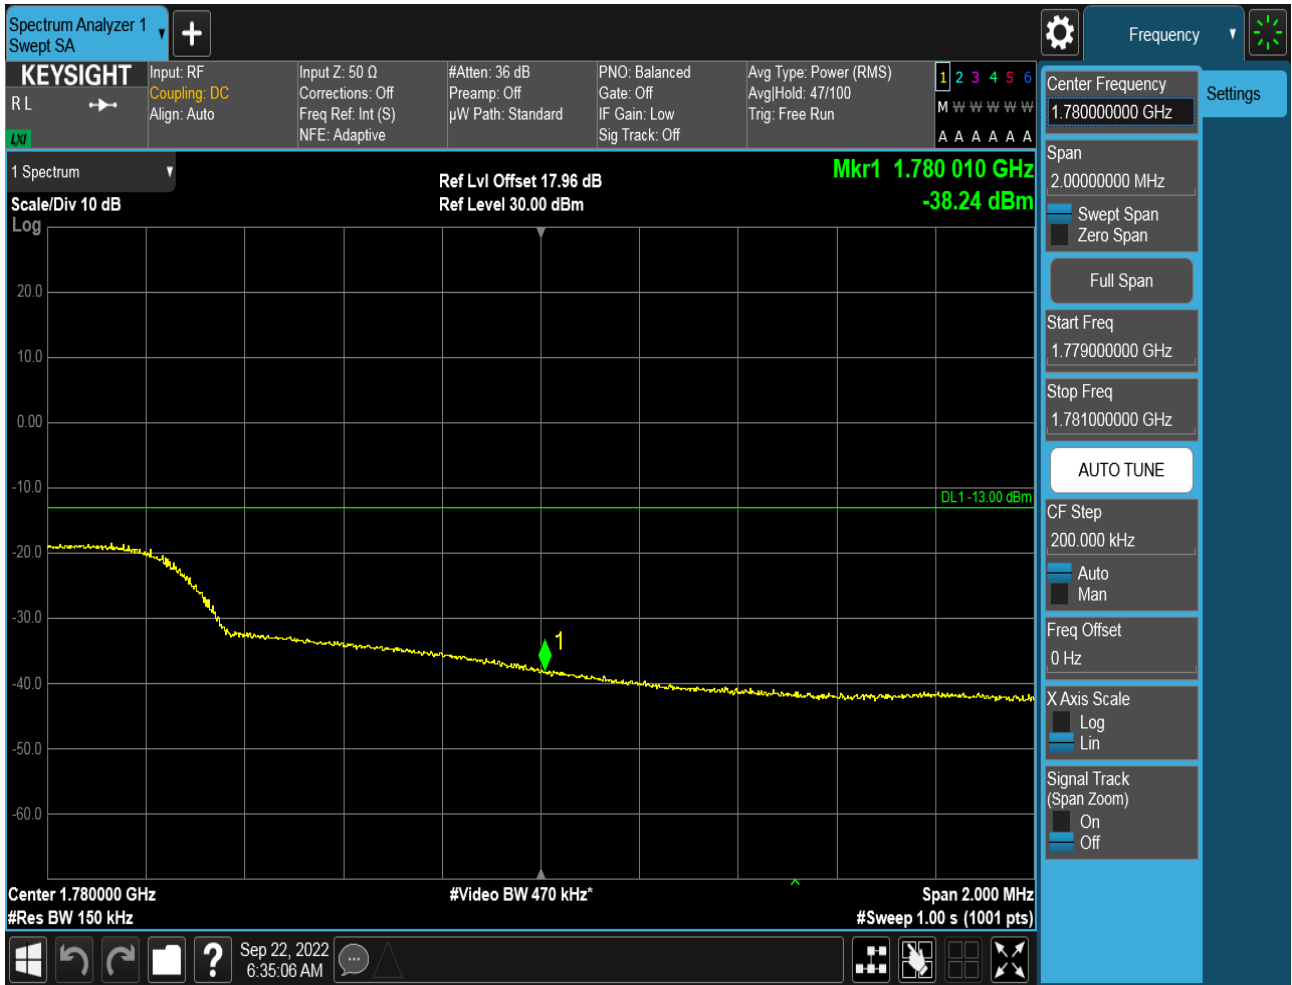 Spectrum Analyzer 1
Swept SA
Frequency
KEYSIGHT
R L
LXI
Input: RF
Coupling: DC
Align: Auto
Input Z: 50 Ω
Corrections: Off
Freq Ref: Int (S)
NFE: Adaptive
#Atten: 36 dB
Preamp: Off
µW Path: Standard
PNO: Balanced
Gate: Off
IF Gain: Low
Sig Track: Off
Avg Type: Power (RMS)
Avg|Hold: 47/100
Trig: Free Run
1 2 3 4 5 6
M W W W W W
A A A A A A
1 Spectrum
Scale/Div 10 dB
Log
Ref Lvl Offset 17.96 dB
Ref Level 30.00 dBm
Mkr1 1.780 010 GHz
-38.24 dBm
20.0
10.0
0.00
-10.0
DL1 -13.00 dBm
-20.0
-30.0
1
-40.0
-50.0
-60.0
Center 1.780000 GHz
#Video BW 470 kHz*
Span 2.000 MHz
#Res BW 150 kHz
#Sweep 1.00 s (1001 pts)
Sep 22, 2022
6:35:06 AM
Center Frequency
1.780000000 GHz
Settings
Span
2.00000000 MHz
Swept Span
Zero Span
Full Span
Start Freq
1.779000000 GHz
Stop Freq
1.781000000 GHz
AUTO TUNE
CF Step
200.000 kHz
Auto
Man
Freq Offset
0 Hz
X Axis Scale
Log
Lin
Signal Track
(Span Zoom)
On
Off